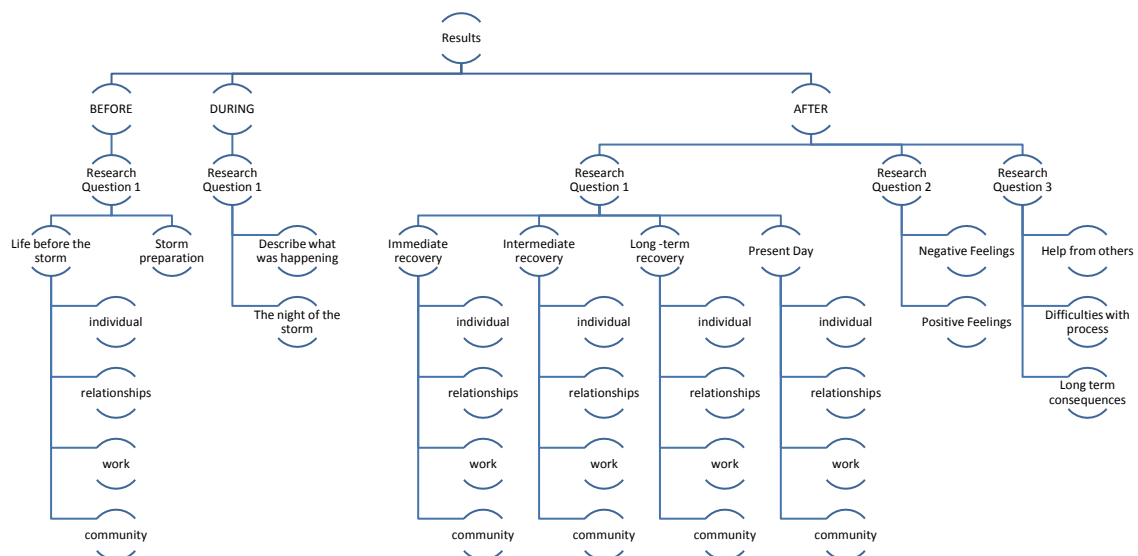 Results
BEFORE
DURING
AFTER
Research
Question 1
Research
Question 1
Research
Question 1
Research
Question 2
Research
Question 3
Life before the
storm
Storm
preparation
Describe what
was happening
Immediate
recovery
Intermediate
recovery
Long -term
recovery
Present Day
Negative Feelings
Help from others
individual
The night of the
storm
individual
individual
individual
individual
Positive Feelings
Difficulties with
process
relationships
relationships
relationships
relationships
relationships
Long term
consequences
work
work
work
work
work
community
community
community
community
community